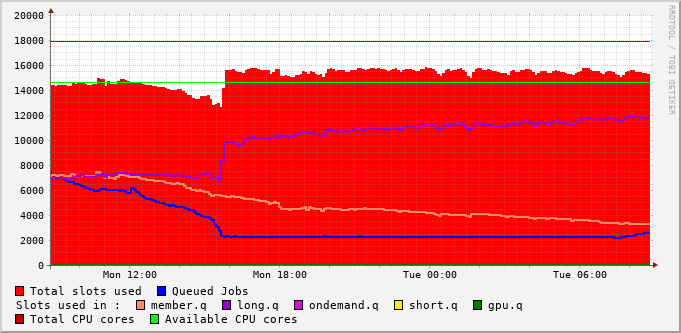 20000
18000
16000
14000
12000
10000
8000
6000
4000
2000
0
Mon 12:00 Mon 18:00 Tue 00:00 Tue 06:00
Total slots used Queued Jobs
Slots used in : member.q long.q ondemand.q short.q gpu.q
Total CPU cores Available CPU cores
RRDTOOL / TOBI OETIKER